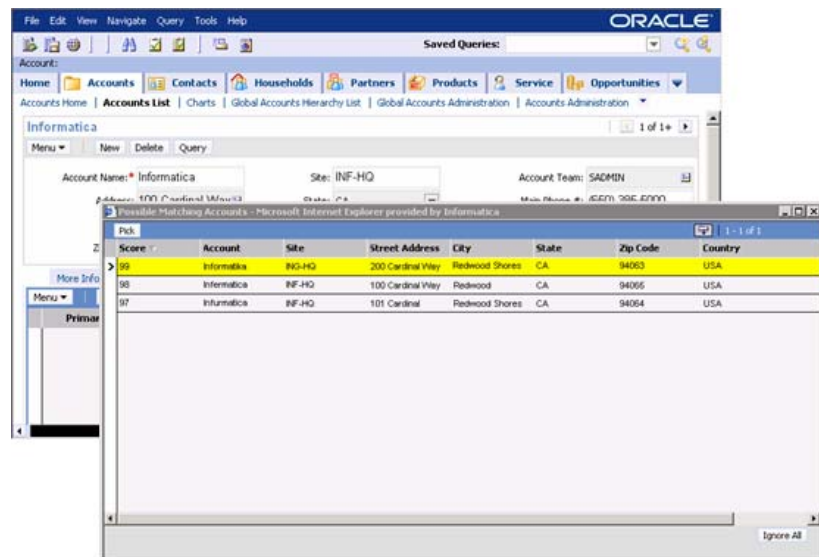 File Edit View Navigate Query Tools Help
ORACLE
Saved Queries:
Account:
Home Accounts Contacts Households Partners Products Service Opportunities
Accounts Home | Accounts List | Charts | Global Accounts Hierarchy List | Global Accounts Administration | Accounts Administration
Informatica
1 of 1+
Menu New Delete Query
Account Name:* Informatica Site: INF-HQ Account Team: SADMIN
100 Cardinal Way CA
Possible Matching Accounts - Microsoft Internet Explorer provided by Informatica
Pick 1 - 1 of 1
Score Account Site Street Address City State Zip Code Country
99 Informatika ING-HQ 200 Cardinal Way Redwood Shores CA 94063 USA
98 Informatica INF-HQ 100 Cardinal Way Redwood CA 94065 USA
97 Infurmatica INF-HQ 101 Cardinal Redwood Shores CA 94064 USA
More Info
Menu
Primar
Ignore All